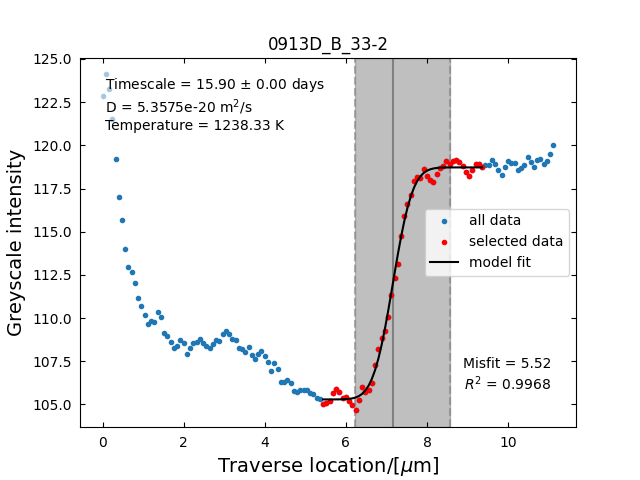 0913D_B_33-2
Timescale = 15.90 ± 0.00 days
D = 5.3575e-20 m²/s
Temperature = 1238.33 K
125.0
122.5
120.0
117.5
115.0
112.5
110.0
107.5
105.0
Greyscale intensity
all data
selected data
model fit
Misfit = 5.52
R² = 0.9968
0 2 4 6 8 10
Traverse location/[μm]